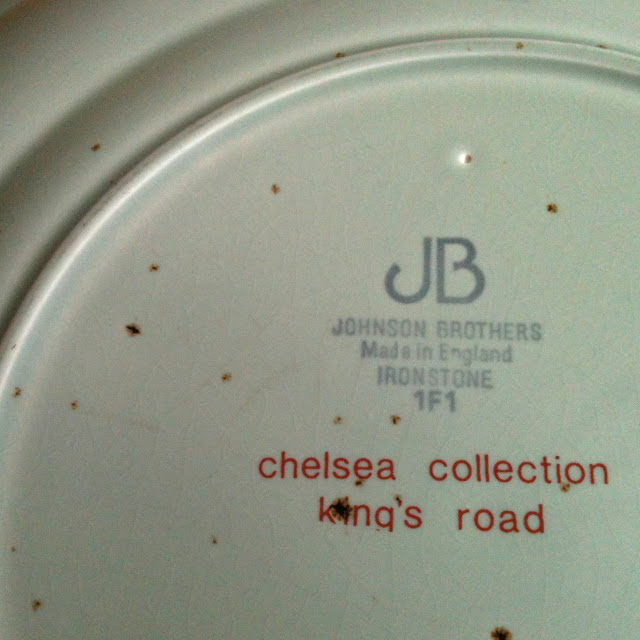 JB
JOHNSON BROTHERS
Made in England
IRONSTONE
1F1
chelsea collection
king's road